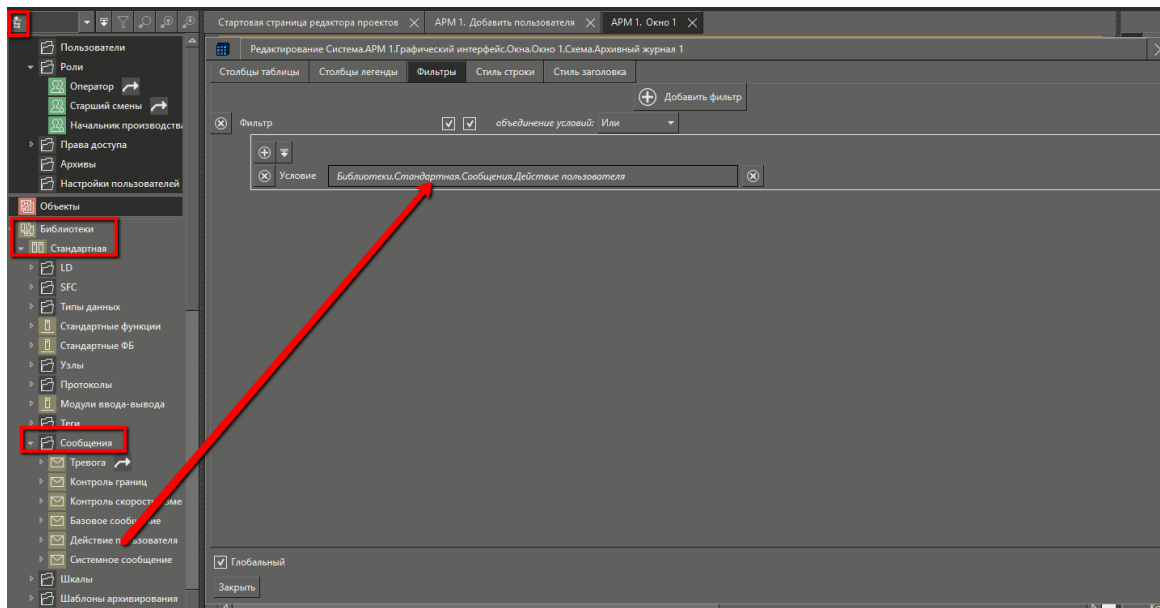 Стартовая страница редактора проектов
АРМ 1. Добавить пользователя
АРМ 1. Окно 1
Пользователи
Роли
Оператор
Старший смены
Начальник производства
Права доступа
Архивы
Настройки пользователей
Объекты
Библиотеки
Стандартная
LD
SFC
Типы данных
Стандартные функции
Стандартные ФБ
Узлы
Протоколы
Модули ввода-вывода
Теги
Сообщения
Тревога
Контроль границ
Контроль скорости изме
Базовое сообщение
Действие пользователя
Системное сообщение
Шкалы
Шаблоны архивирования
Редактирование Система.АРМ 1.Графический интерфейс.Окна.Окно 1.Схема.Архивный журнал 1
Столбцы таблицы
Столбцы легенды
Фильтры
Стиль строки
Стиль заголовка
Добавить фильтр
Фильтр
объединение условий: Или
Условие
Библиотеки.Стандартная.Сообщения.Действие пользователя
Глобальный
Закрыть